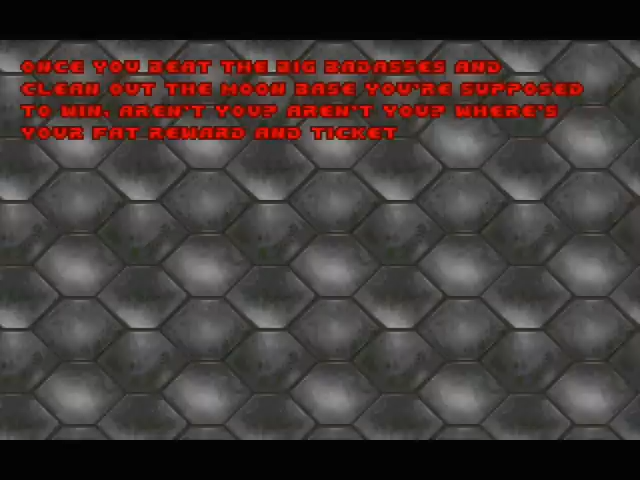 ONCE YOU BEAT THE BIG BADASSES AND
CLEAN OUT THE MOON BASE YOU'RE SUPPOSED
TO WIN, AREN'T YOU? AREN'T YOU? WHERE'S
YOUR FAT REWARD AND TICKET